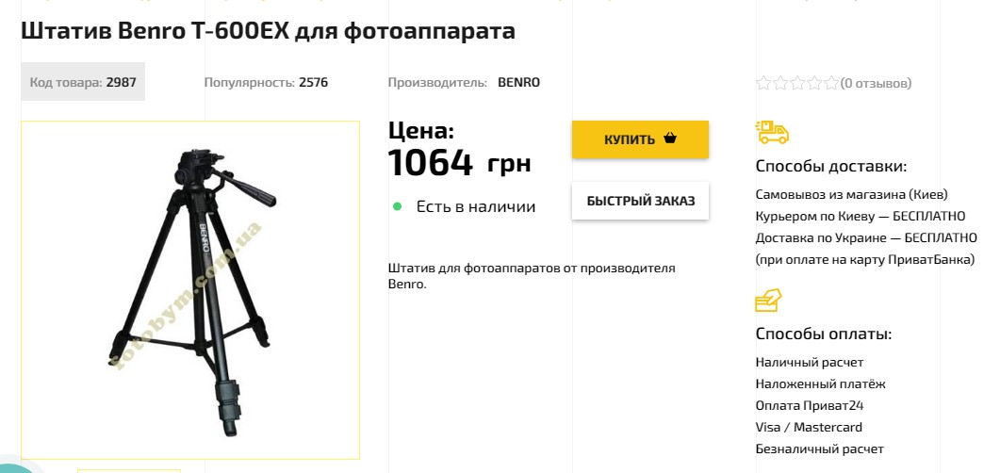 Штатив Benro T-600EX для фотоаппарата
Код товара: 2987
Популярность: 2576
Производитель: BENRO
(0 отзывов)
BENRO
fotobym.com.ua
Цена:
1064 грн
Есть в наличии
КУПИТЬ
БЫСТРЫЙ ЗАКАЗ
Штатив для фотоаппаратов от производителя
Benro.
Способы доставки:
Самовывоз из магазина (Киев)
Курьером по Киеву — БЕСПЛАТНО
Доставка по Украине — БЕСПЛАТНО
(при оплате на карту ПриватБанка)
Способы оплаты:
Наличный расчет
Наложенный платёж
Оплата Приват24
Visa / Mastercard
Безналичный расчет